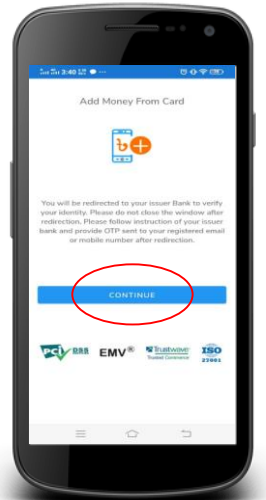 3:40
Add Money From Card
৳+
You will be redirected to your issuer Bank to verify
your identity. Please do not close the window after
redirection. Please follow instruction of your issuer
bank and provide OTP sent to your registered email
or mobile number after redirection.
CONTINUE
PCI DSS EMV® Trustwave® ISO
Trusted Commerce 27001